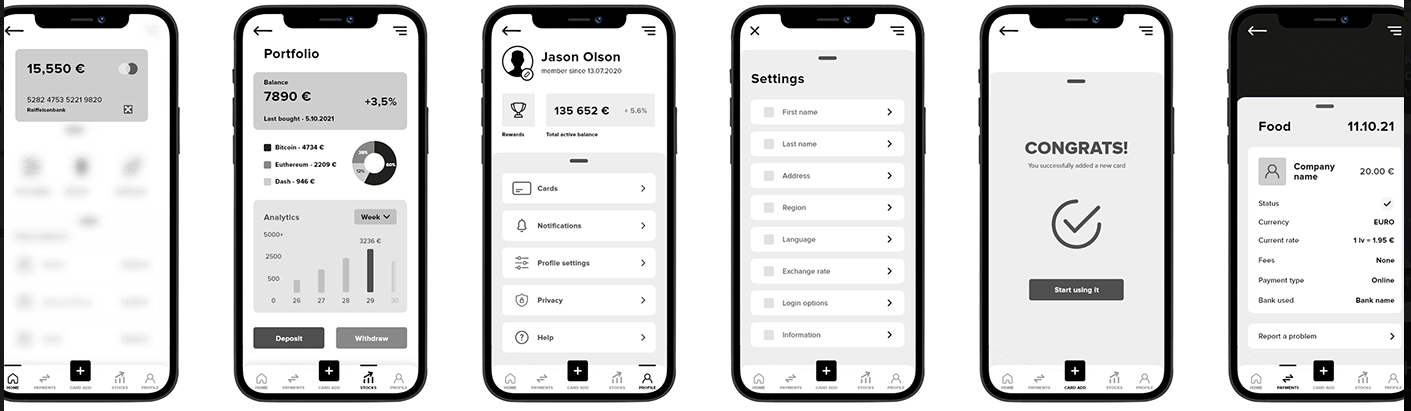 15,550 €
5282 4753 5221 9820
Raiffeisenbank
HOME
PAYMENTS
CARD ADD
STOCKS
PROFILE
Portfolio
Balance
7890 €
+3,5%
Last bought - 5.10.2021
Bitcoin - 4734 €
Euthereum - 2209 €
Dash - 946 €
28%
60%
12%
Analytics
Week
5000+
3236 €
2500
500
0
26
27
28
29
30
Deposit
Withdraw
HOME
PAYMENTS
CARD ADD
STOCKS
PROFILE
Jason Olson
member since 13.07.2020
135 652 €
+ 5.6%
Rewards
Total active balance
Cards
Notifications
Profile settings
Privacy
Help
HOME
PAYMENTS
CARD ADD
STOCKS
PROFILE
Settings
First name
Last name
Address
Region
Language
Exchange rate
Login options
Information
HOME
PAYMENTS
CARD ADD
STOCKS
PROFILE
CONGRATS!
You successfully added a new card
Start using it
HOME
PAYMENTS
CARD ADD
STOCKS
PROFILE
Food
11.10.21
Company
name
20.00 €
Status
Currency
EURO
Current rate
1 lv = 1.95 €
Fees
None
Payment type
Online
Bank used
Bank name
Report a problem
HOME
PAYMENTS
CARD ADD
STOCKS
PROFILE